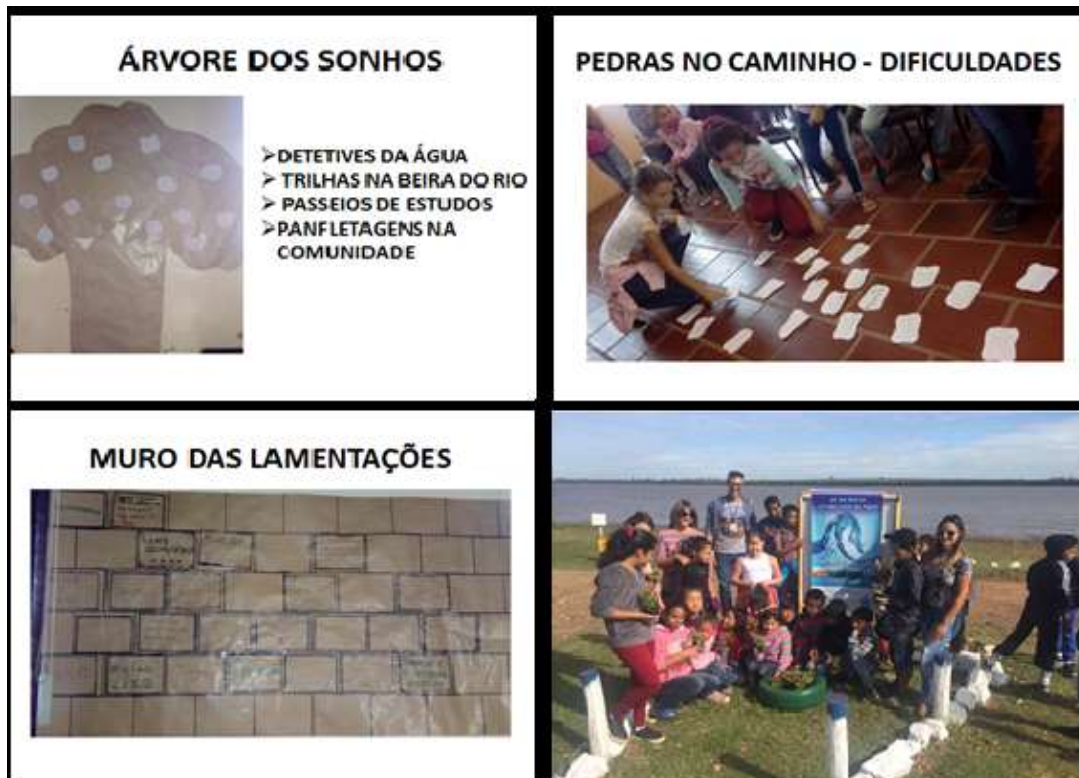 ÁRVORE DOS SONHOS
➢DETETIVES DA ÁGUA
➢ TRILHAS NA BEIRA DO RIO
➢ PASSEIOS DE ESTUDOS
➢PANFLETAGENS NA
COMUNIDADE
PEDRAS NO CAMINHO - DIFICULDADES
MURO DAS LAMENTAÇÕES
LIXO